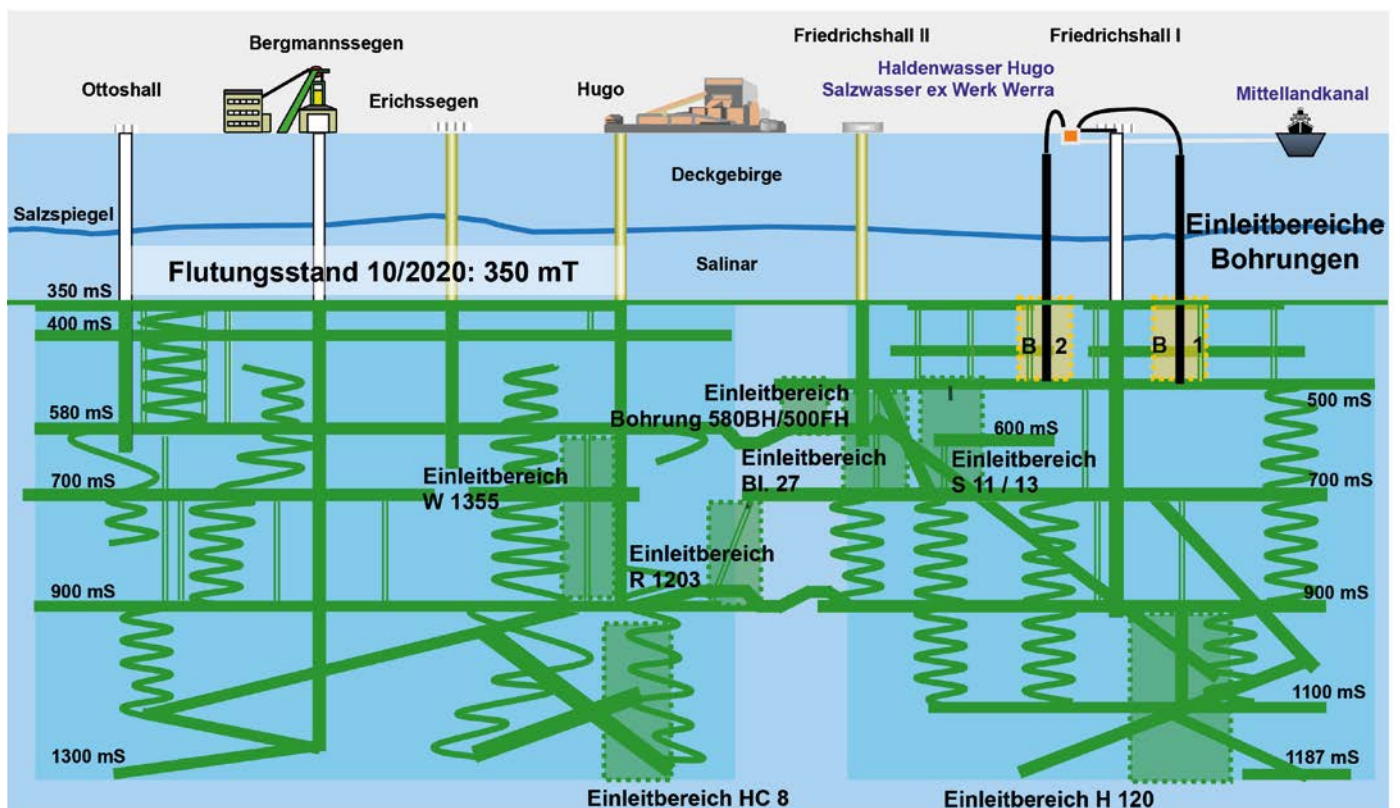 Bergmannssegen
Friedrichshall II
Friedrichshall I
Ottoshall
Erichssegen
Hugo
Haldenwasser Hugo
Salzwasser ex Werk Werra
Mittellandkanal
Deckgebirge
Salzspiegel
Einleitbereiche
Bohrungen
Flutungsstand 10/2020: 350 mT
Salinar
350 mS
400 mS
B 2
B 1
Einleitbereich
Bohrung 580BH/500FH
500 mS
580 mS
600 mS
Einleitbereich
W 1355
Einleitbereich
Bl. 27
Einleitbereich
S 11 / 13
700 mS
700 mS
Einleitbereich
R 1203
900 mS
900 mS
1100 mS
1300 mS
1187 mS
Einleitbereich HC 8
Einleitbereich H 120